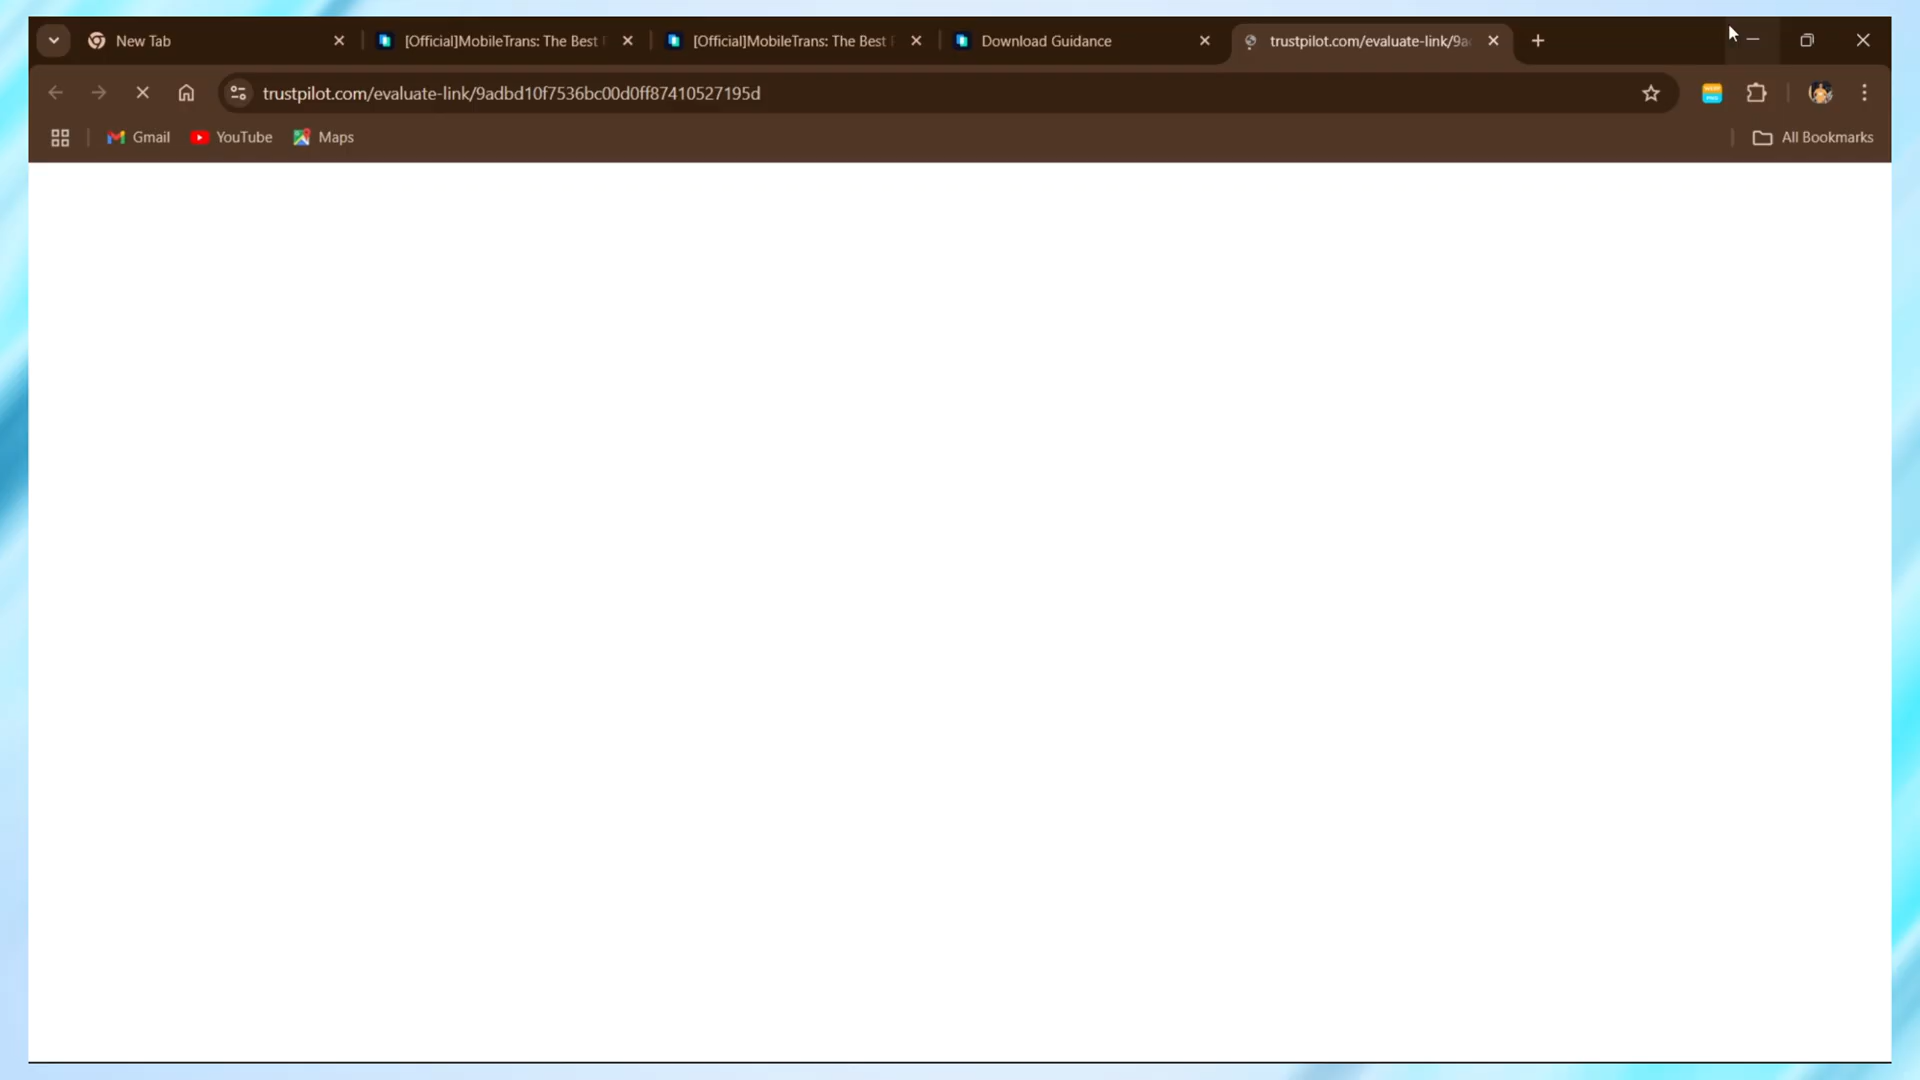 New Tab
[Official]MobileTrans: The Best
[Official]MobileTrans: The Best
Download Guidance
trustpilot.com/evaluate-link/9a
trustpilot.com/evaluate-link/9adbd10f7536bc00d0ff87410527195d
Gmail
YouTube
Maps
All Bookmarks